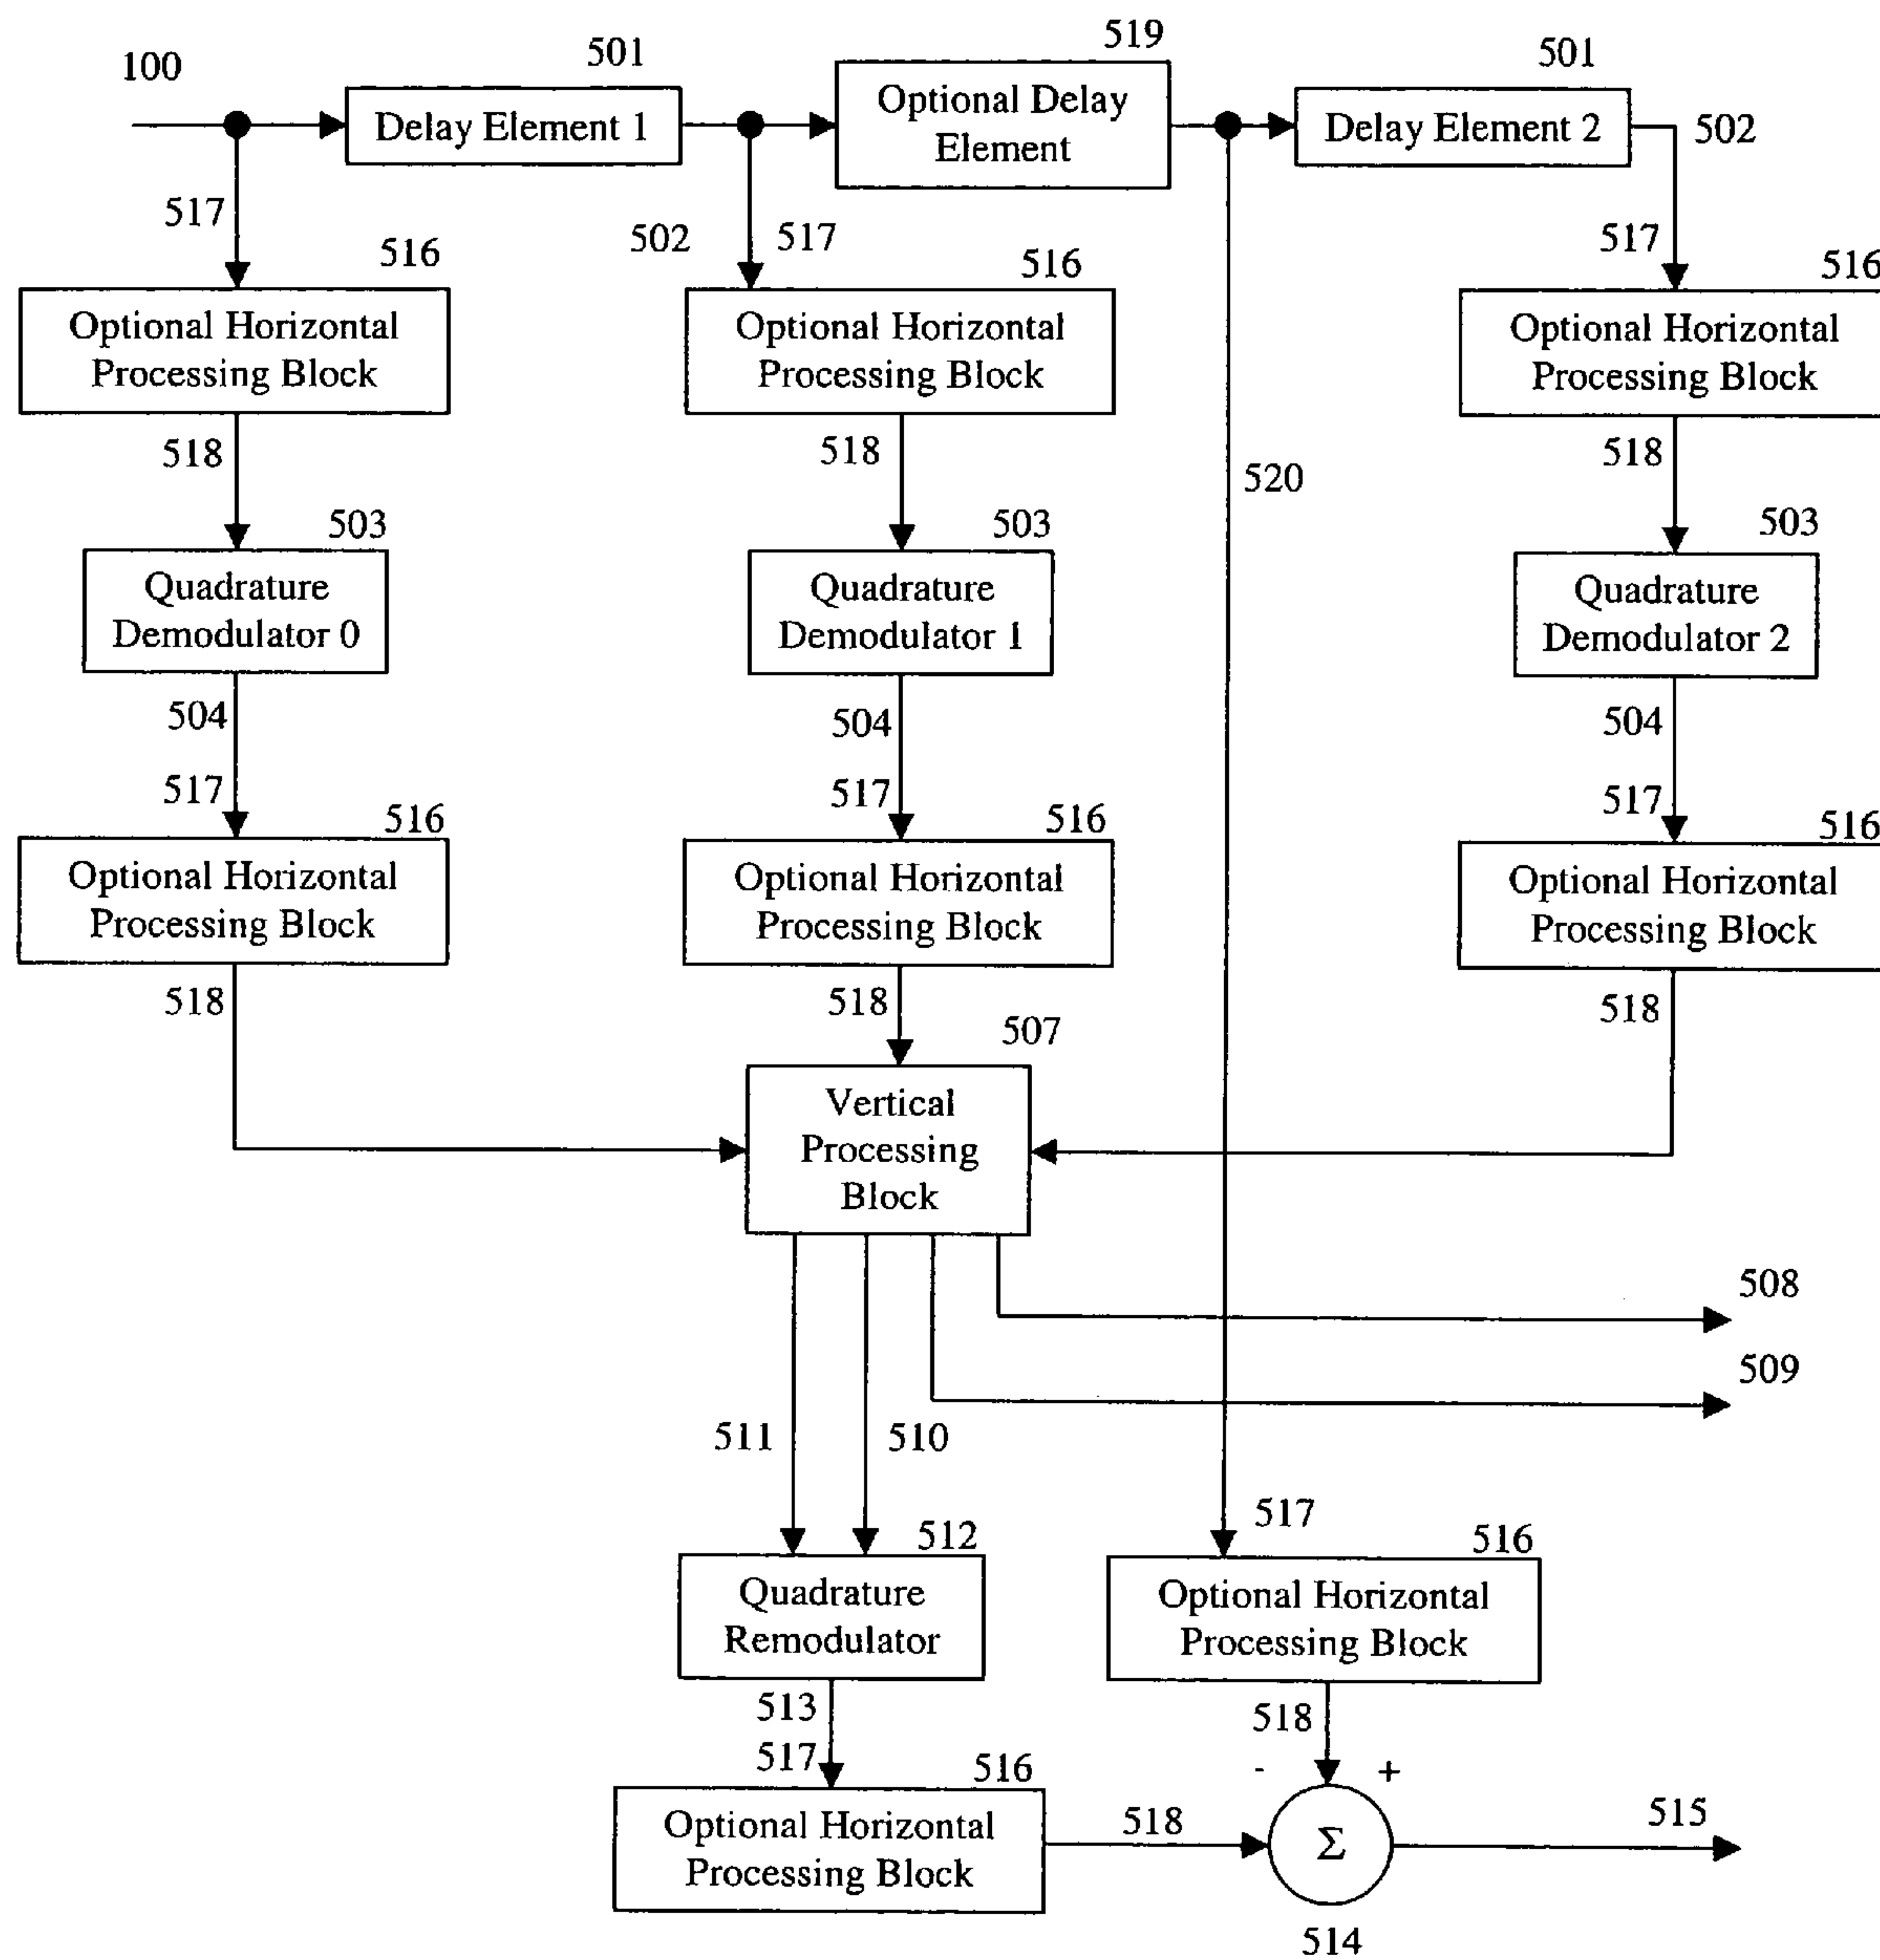 519
501
501
100
Delay Element 1
Optional Delay
Element
Delay Element 2
502
517
502
517
517
516
516
516
Optional Horizontal
Processing Block
Optional Horizontal
Processing Block
Optional Horizontal
Processing Block
518
518
520
518
503
503
503
Quadrature
Demodulator 0
Quadrature
Demodulator 1
Quadrature
Demodulator 2
504
504
504
517
517
517
516
516
516
Optional Horizontal
Processing Block
Optional Horizontal
Processing Block
Optional Horizontal
Processing Block
518
518
518
507
Vertical
Processing
Block
508
509
511
510
517
512
516
Quadrature
Remodulator
Optional Horizontal
Processing Block
513
518
517
516
- +
Optional Horizontal
Processing Block
518
Σ
515
514